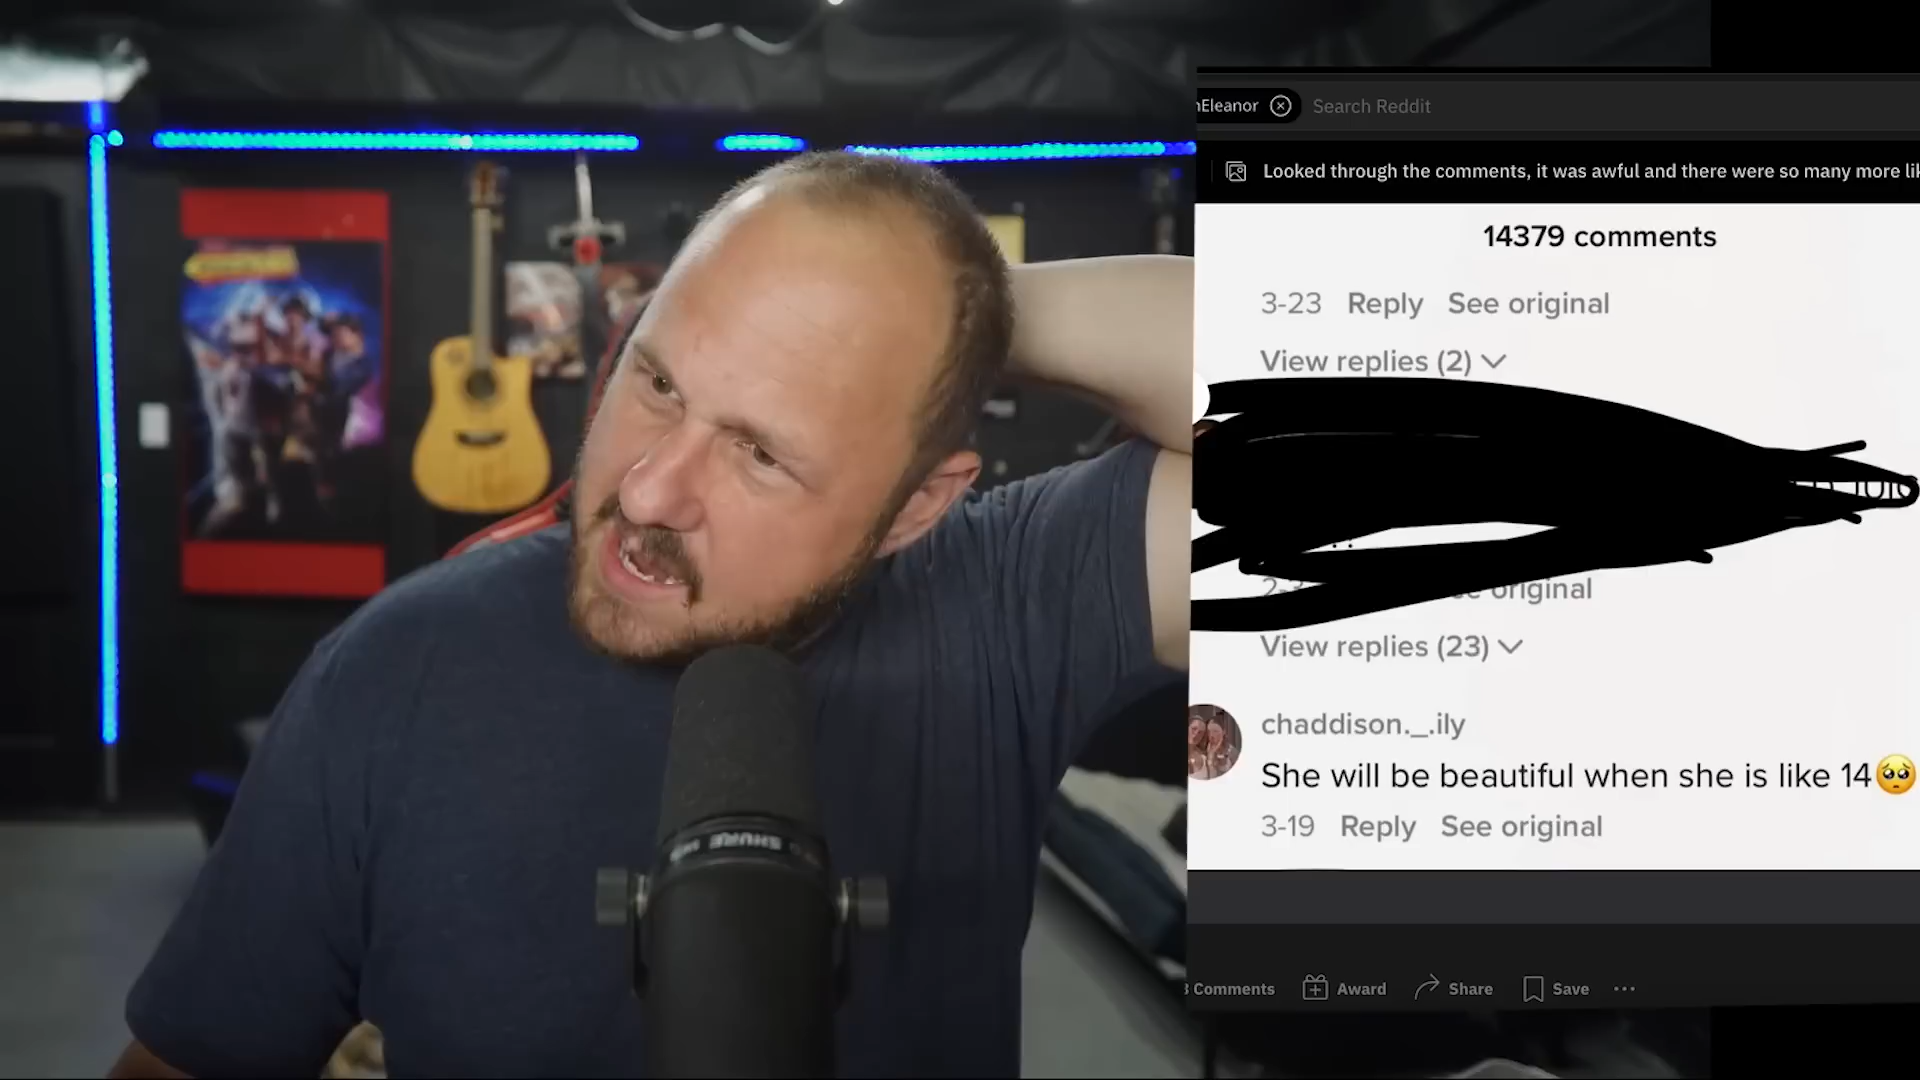 nEleanor
Search Reddit
Looked through the comments, it was awful and there were so many more lik
14379 comments
3-23 Reply See original
View replies (2)
original
View replies (23)
chaddison._.ily
She will be beautiful when she is like 14🥺
3-19 Reply See original
Comments Award Share Save
SHURE